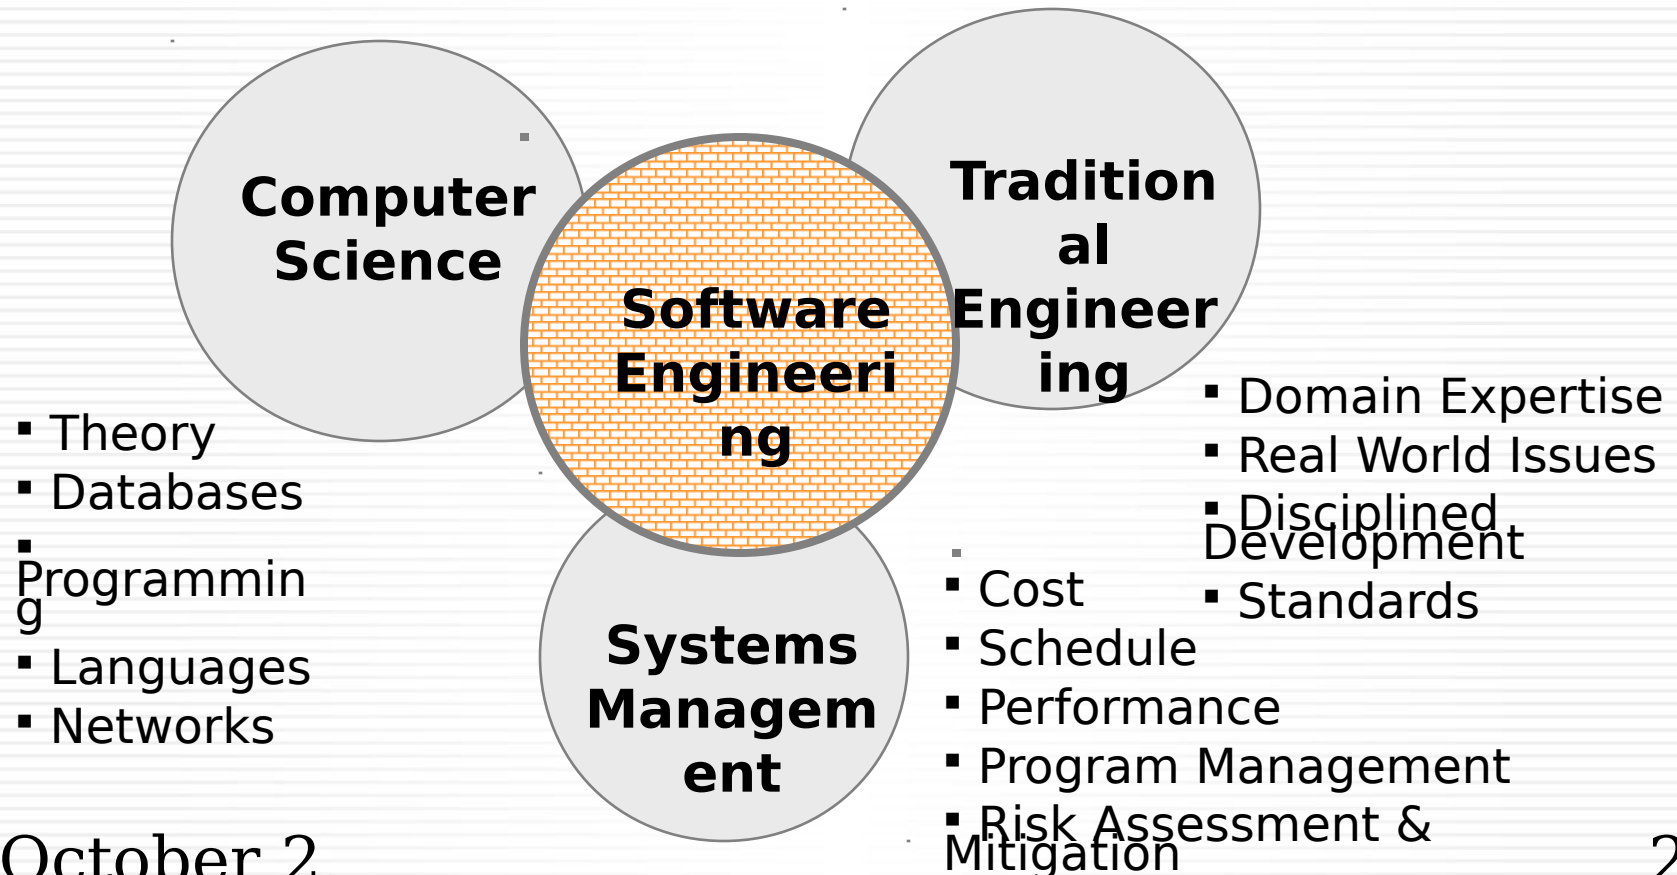 Computer
Science
Tradition
al
Engineer
ing
Software
Engineeri
ng
Systems
Managem
ent
▪ Theory
▪ Databases
▪
Programmin
g
▪ Languages
▪ Networks
▪ Domain Expertise
▪ Real World Issues
▪ Disciplined
Development
▪ Standards
▪ Cost
▪ Schedule
▪ Performance
▪ Program Management
▪ Risk Assessment &
Mitigation
October 2
2